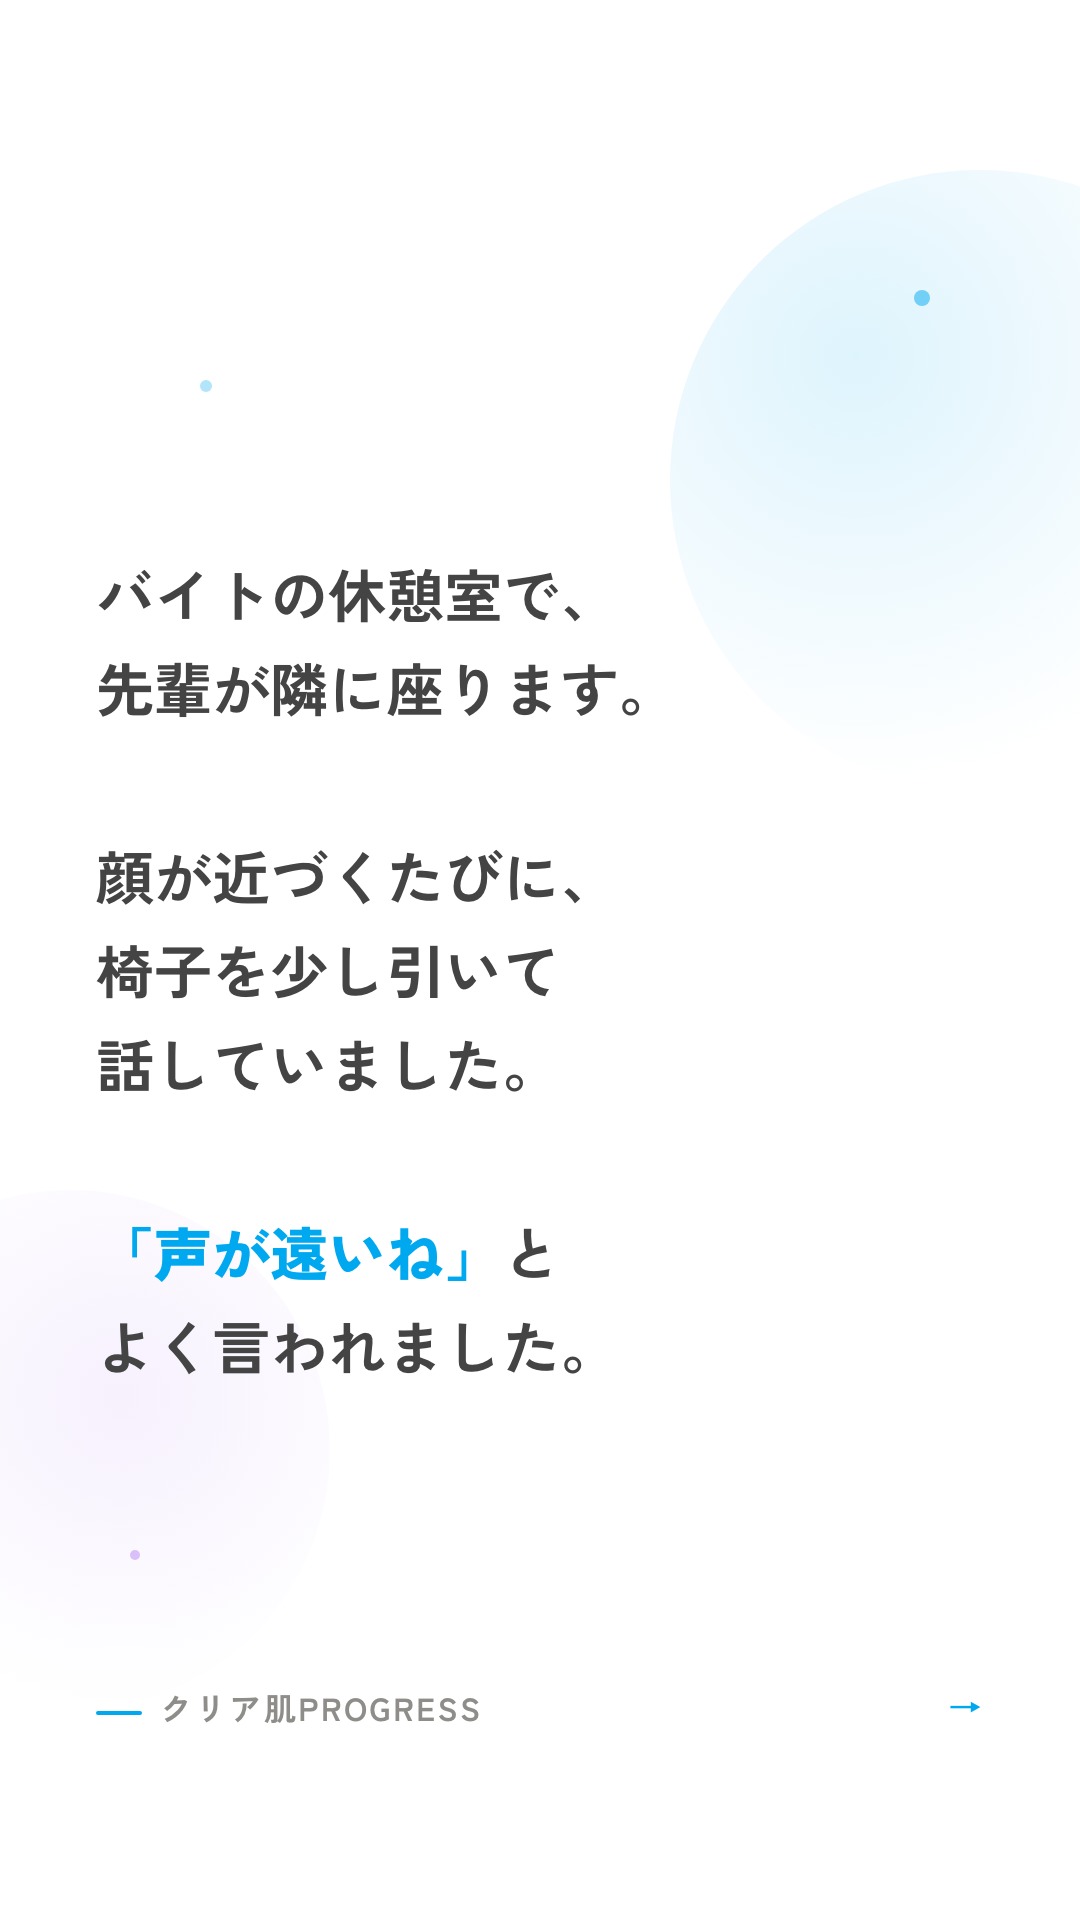 バイトの休憩室で、
先輩が隣に座ります。
顔が近づくたびに、
椅子を少し引いて
話していました。
「声が遠いね」と
よく言われました。
クリア肌PROGRESS
→